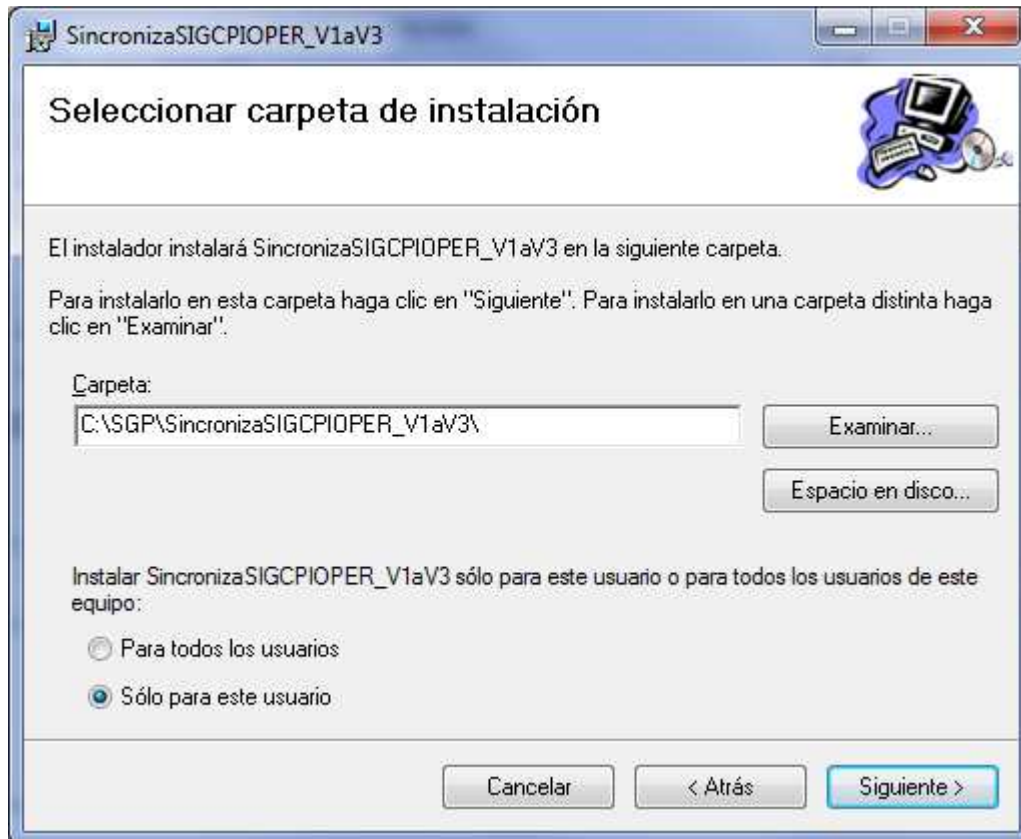 SincronizaSIGCPIOPER_V1aV3
Seleccionar carpeta de instalación
El instalador instalará SincronizaSIGCPIOPER_V1aV3 en la siguiente carpeta.
Para instalarlo en esta carpeta haga clic en "Siguiente". Para instalarlo en una carpeta distinta haga
clic en "Examinar".
Carpeta:
C:\SGP\SincronizaSIGCPIOPER_V1aV3\
Examinar...
Espacio en disco...
Instalar SincronizaSIGCPIOPER_V1aV3 sólo para este usuario o para todos los usuarios de este
equipo:
Para todos los usuarios
Sólo para este usuario
Cancelar
< Atrás
Siguiente >